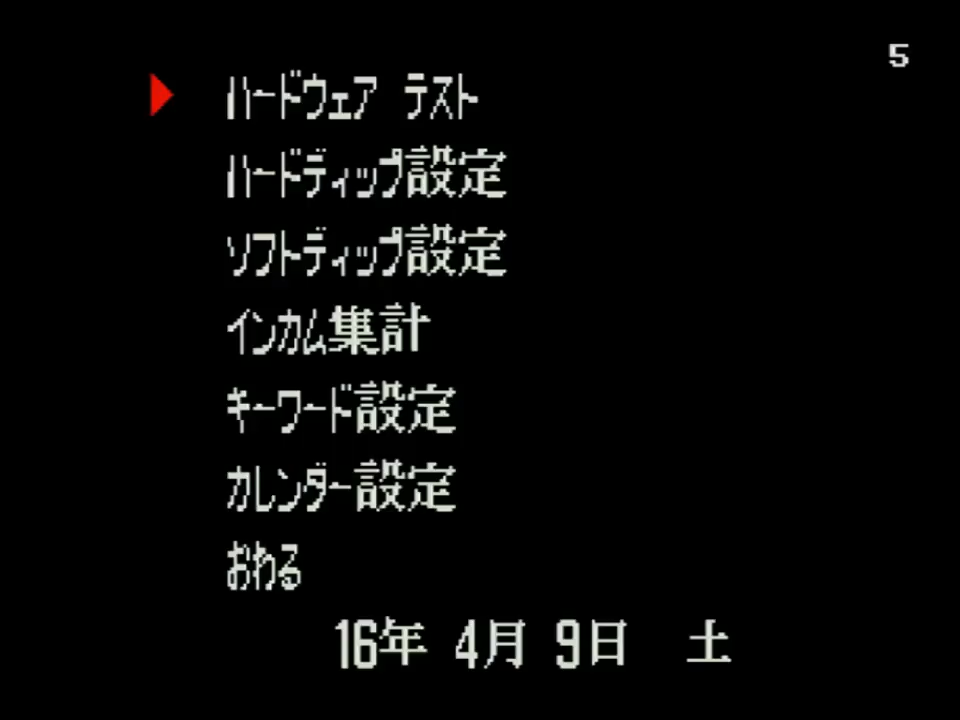 5
ハードウェア テスト
ハードディップ設定
ソフトディップ設定
インカム集計
キーワード設定
カレンダー設定
おわる
16年 4月 9日 土